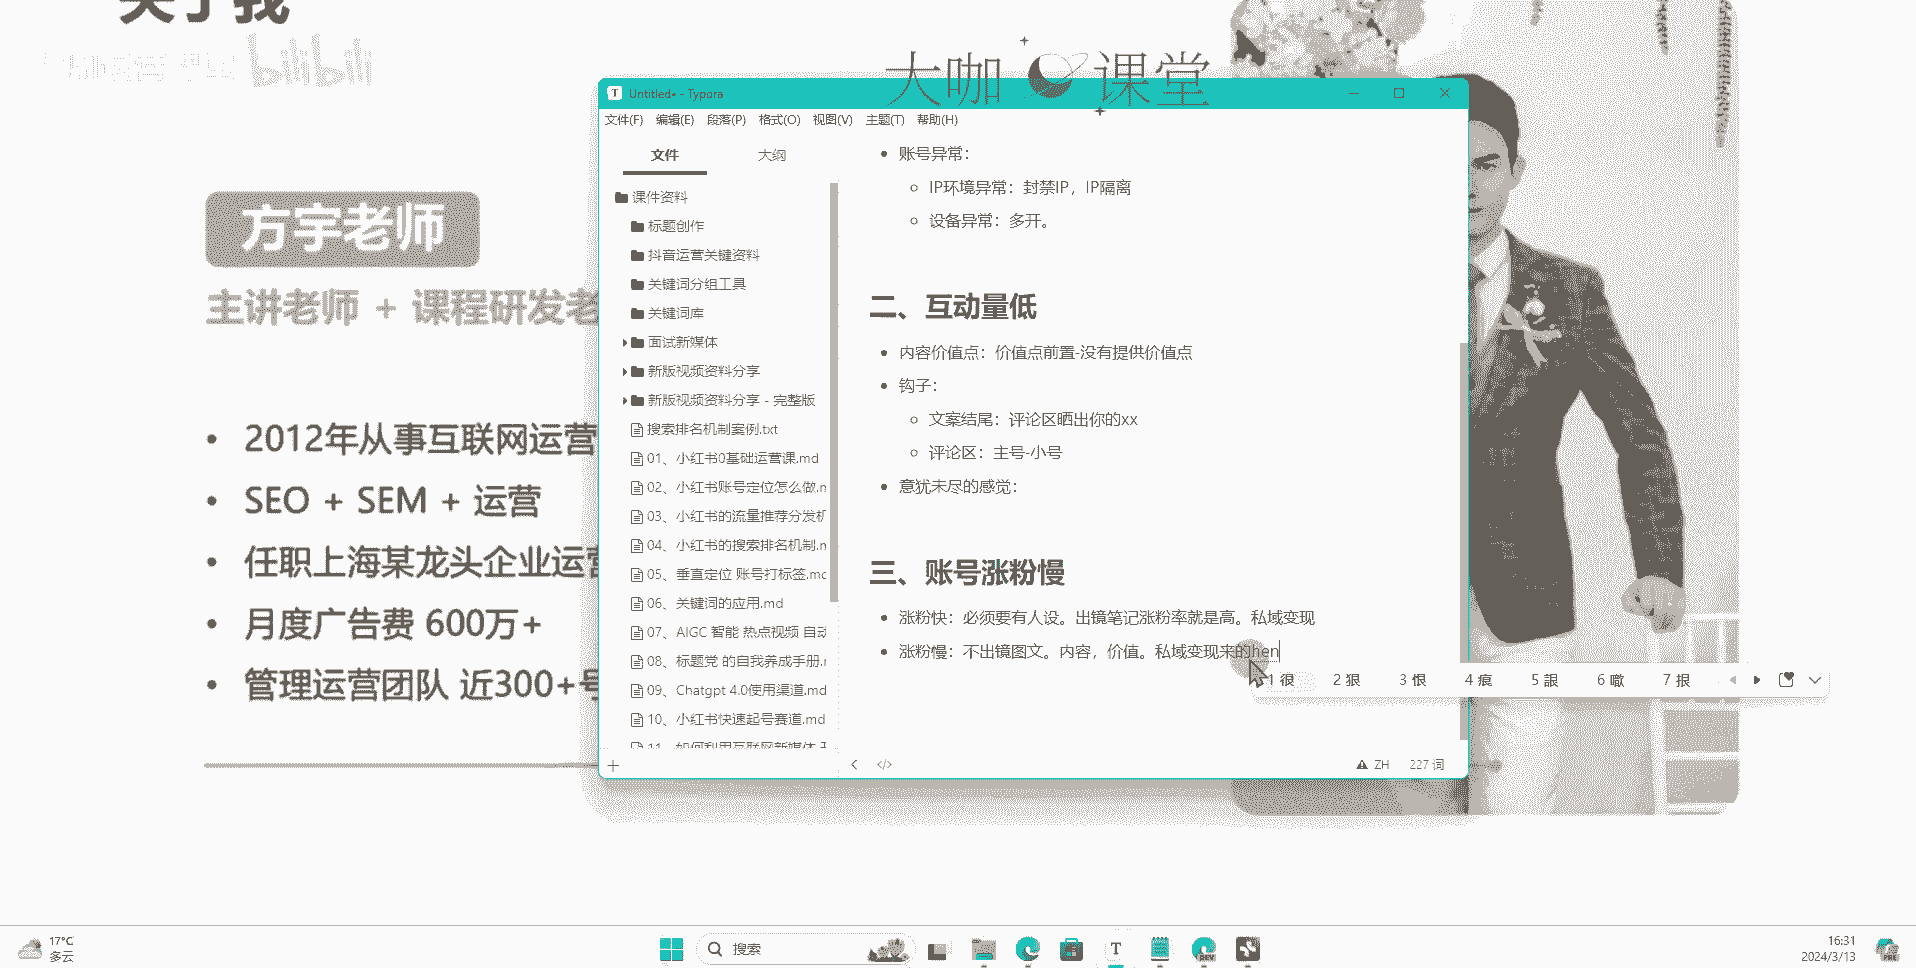 关于我
bilibili
大咖课堂
方宇老师
主讲老师 + 课程研发老
2012年从事互联网运营
SEO + SEM + 运营
任职上海某龙头企业运营
月度广告费 600万+
管理运营团队 近300+号
Untitled• - Typora
文件(F) 编辑(E) 段落(P) 格式(O) 视图(V) 主题(T) 帮助(H)
文件 大纲
课件资料
标题创作
抖音运营关键资料
关键词分组工具
关键词库
面试新媒体
新版视频资料分享
新版视频资料分享 - 完整版
搜索排名机制案例.txt
01、小红书0基础运营课.md
02、小红书账号定位怎么做.m
03、小红书的流量推荐分发机
04、小红书的搜索排名机制.m
05、垂直定位 账号打标签.mc
06、关键词的应用.md
07、AIGC 智能 热点视频 自动
08、标题党 的自我养成手册.r
09、Chatgpt 4.0使用渠道.md
10、小红书快速起号赛道.md
11、如何利用互联网新媒体
账号异常：
IP环境异常：封禁IP，IP隔离
设备异常：多开。
二、互动量低
内容价值点：价值点前置-没有提供价值点
钩子：
文案结尾：评论区晒出你的xx
评论区：主号-小号
意犹未尽的感觉：
三、账号涨粉慢
涨粉快：必须要有人设。出镜笔记涨粉率就是高。私域变现
涨粉慢：不出镜图文。内容，价值。私域变现来的hen
1 很 2 狠 3 恨 4 痕 5 詪 6 噷 7 拫
ZH 227 词
17°C
多云
搜索
16:31
2024/3/13